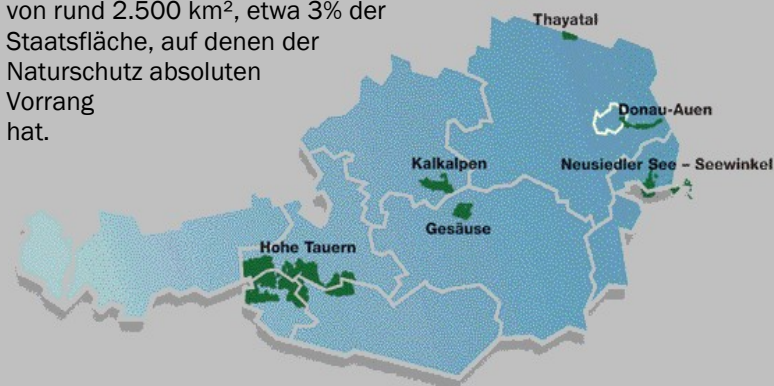 von rund 2.500 km², etwa 3% der
Staatsfläche, auf denen der
Naturschutz absoluten
Vorrang
hat.
Thayatal
Donau-Auen
Kalkalpen
Neusiedler See – Seewinkel
Gesäuse
Hohe Tauern